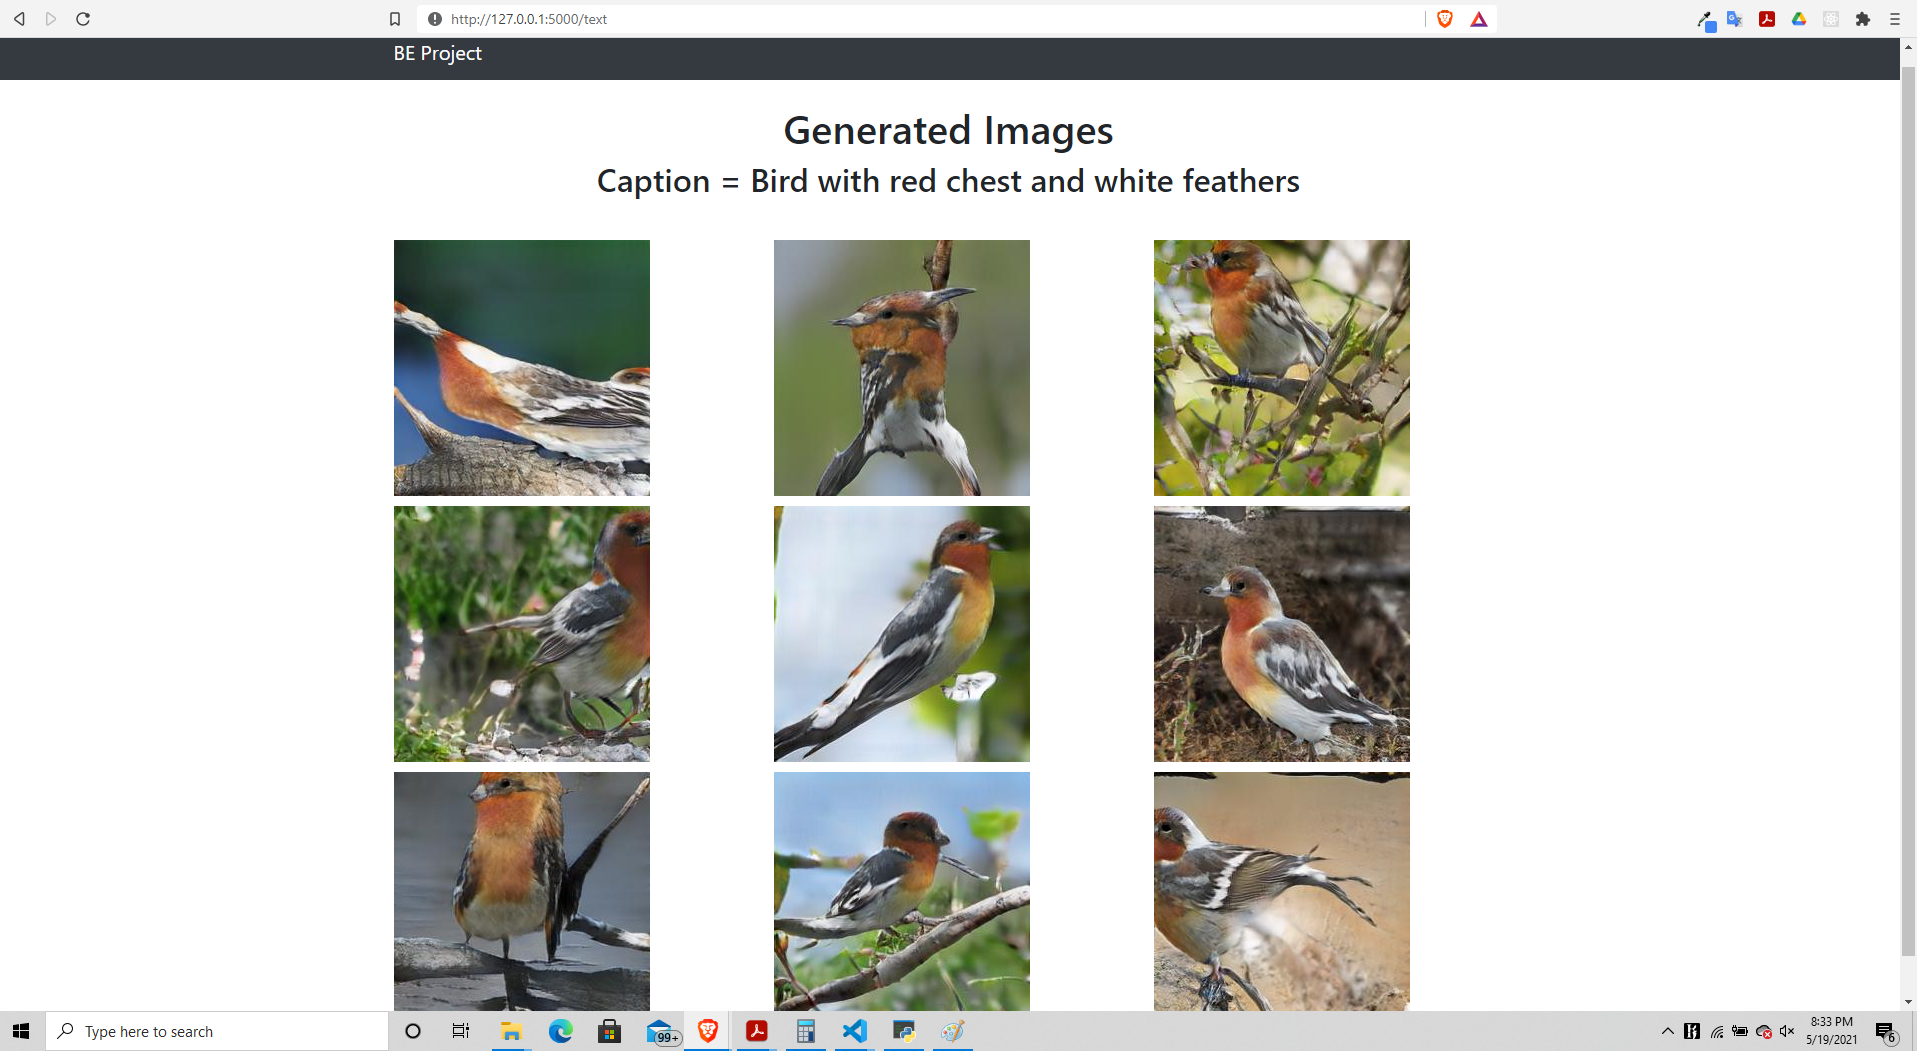 http://127.0.0.1:5000/text
BE Project
Generated Images
Caption = Bird with red chest and white feathers
Type here to search
99+
8:33 PM
5/19/2021
6